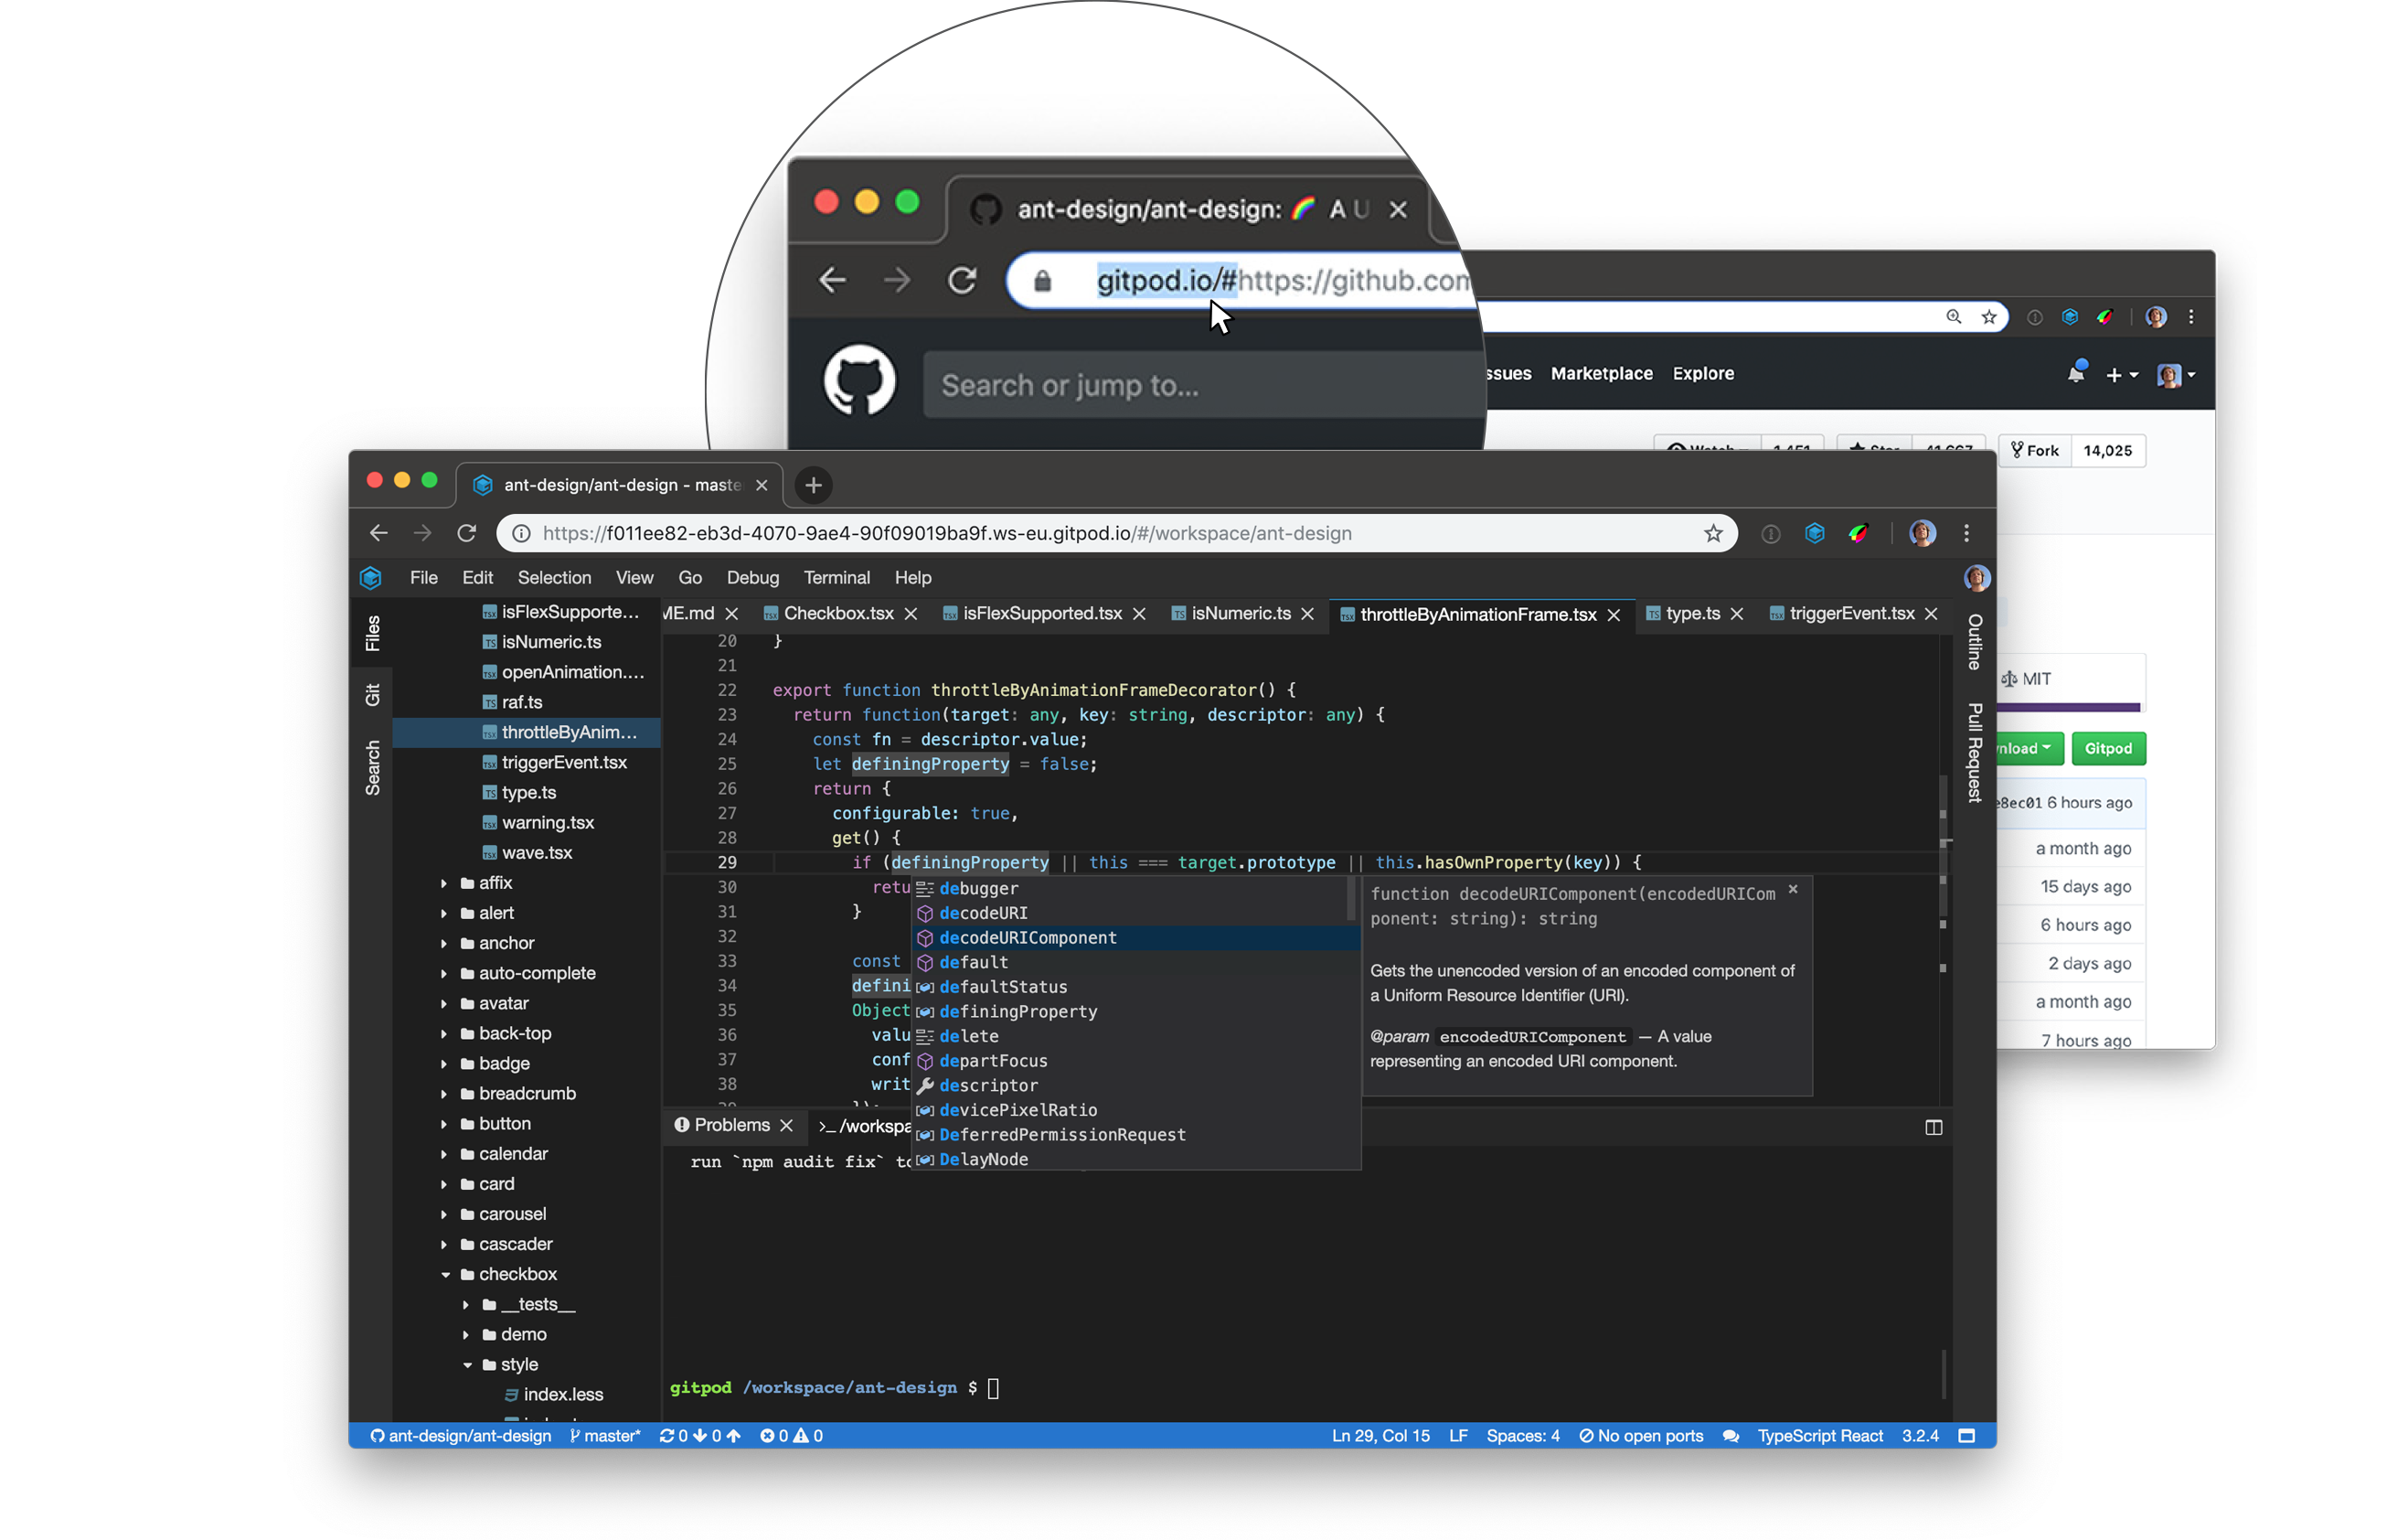 ant-design/ant-design: 🌈 A U
gitpod.io/#https://github.com
Search or jump to...
Marketplace Explore
Watch 1,451 Star 41,667 Fork 14,025
MIT
Gitpod
6 hours ago
a month ago
15 days ago
6 hours ago
2 days ago
a month ago
7 hours ago
ant-design/ant-design - maste
https://f011ee82-eb3d-4070-9ae4-90f09019ba9f.ws-eu.gitpod.io/#/workspace/ant-design
File Edit Selection View Go Debug Terminal Help
Files
Git
Search
isFlexSupporte...
isNumeric.ts
openAnimation....
raf.ts
throttleByAnim...
triggerEvent.tsx
type.ts
warning.tsx
wave.tsx
affix
alert
anchor
auto-complete
avatar
back-top
badge
breadcrumb
button
calendar
card
carousel
cascader
checkbox
__tests__
demo
style
index.less
ME.md Checkbox.tsx isFlexSupported.tsx isNumeric.ts throttleByAnimationFrame.tsx type.ts triggerEvent.tsx
20 }
21
22 export function throttleByAnimationFrameDecorator() {
23 return function(target: any, key: string, descriptor: any) {
24 const fn = descriptor.value;
25 let definingProperty = false;
26 return {
27 configurable: true,
28 get() {
29 if (definingProperty || this === target.prototype || this.hasOwnProperty(key)) {
30 retu
31 }
32
33 const
34 defini
35 Object
36 valu
37 conf
38 writ
debugger
decodeURI
decodeURIComponent
default
defaultStatus
definingProperty
delete
departFocus
descriptor
devicePixelRatio
DeferredPermissionRequest
DelayNode
function decodeURIComponent(encodedURICom
ponent: string): string
Gets the unencoded version of an encoded component of
a Uniform Resource Identifier (URI).
@param encodedURIComponent — A value
representing an encoded URI component.
Outline
Pull Request
Problems >_ /workspa
run `npm audit fix` to
gitpod /workspace/ant-design $
ant-design/ant-design master* 0 0 0 0 Ln 29, Col 15 LF Spaces: 4 No open ports TypeScript React 3.2.4